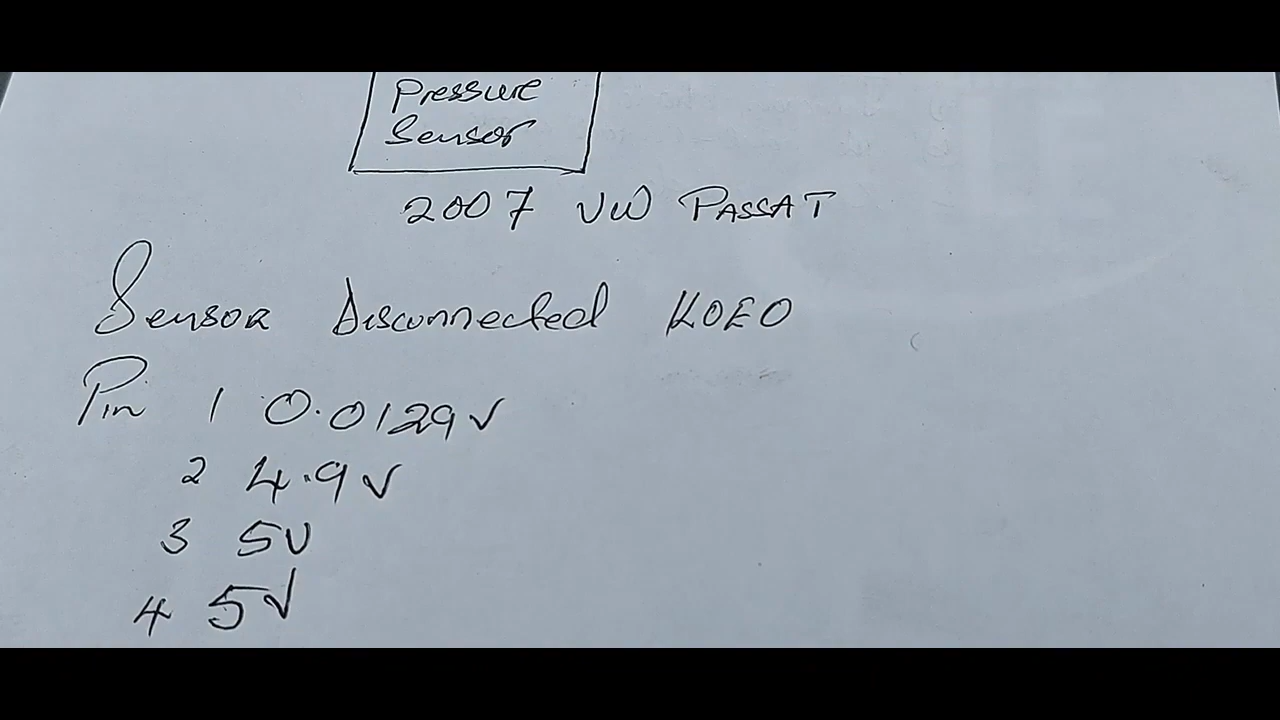 Pressure
Sensor
2007 VW PASSAT
Sensor Disconnected KOEO
Pin 1 0.0129v
2 4.9v
3 5v
4 5v